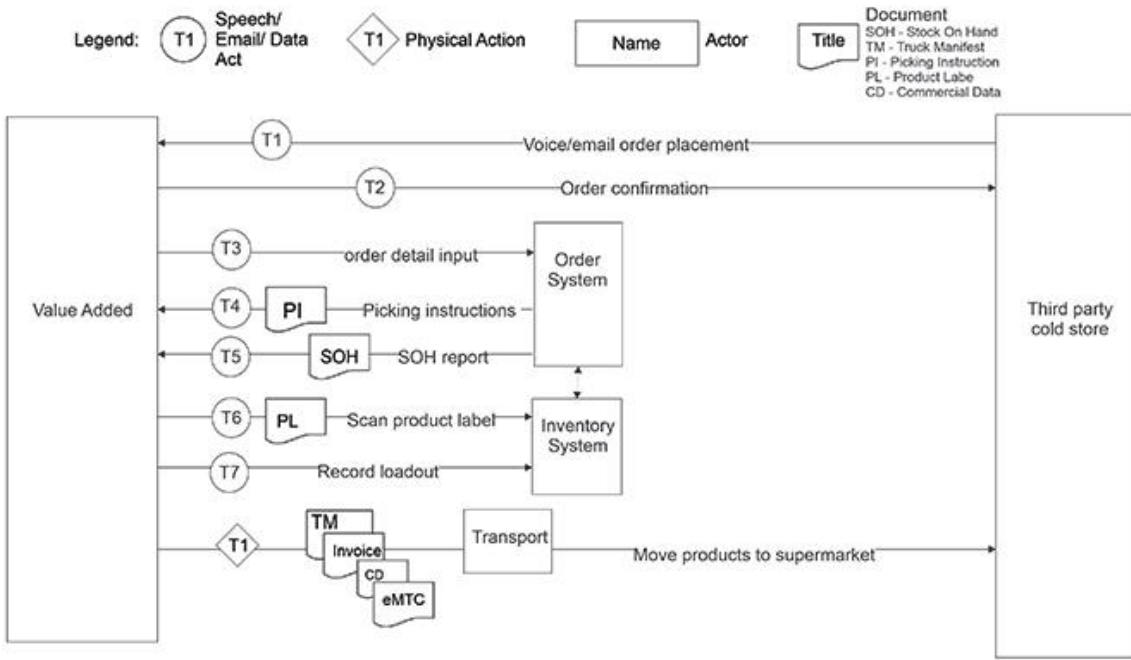 Legend:
T1
Speech/
Email/ Data
Act
T1
Physical Action
Name
Actor
Title
Document
SOH - Stock On Hand
TM - Truck Manifest
PI - Picking Instruction
PL - Product Labe
CD - Commercial Data
Value Added
Third party
cold store
T1
Voice/email order placement
T2
Order confirmation
T3
order detail input
Order
System
T4
PI
Picking instructions
T5
SOH
SOH report
T6
PL
Scan product label
Inventory
System
T7
Record loadout
T1
TM
Invoice
CD
eMTC
Transport
Move products to supermarket